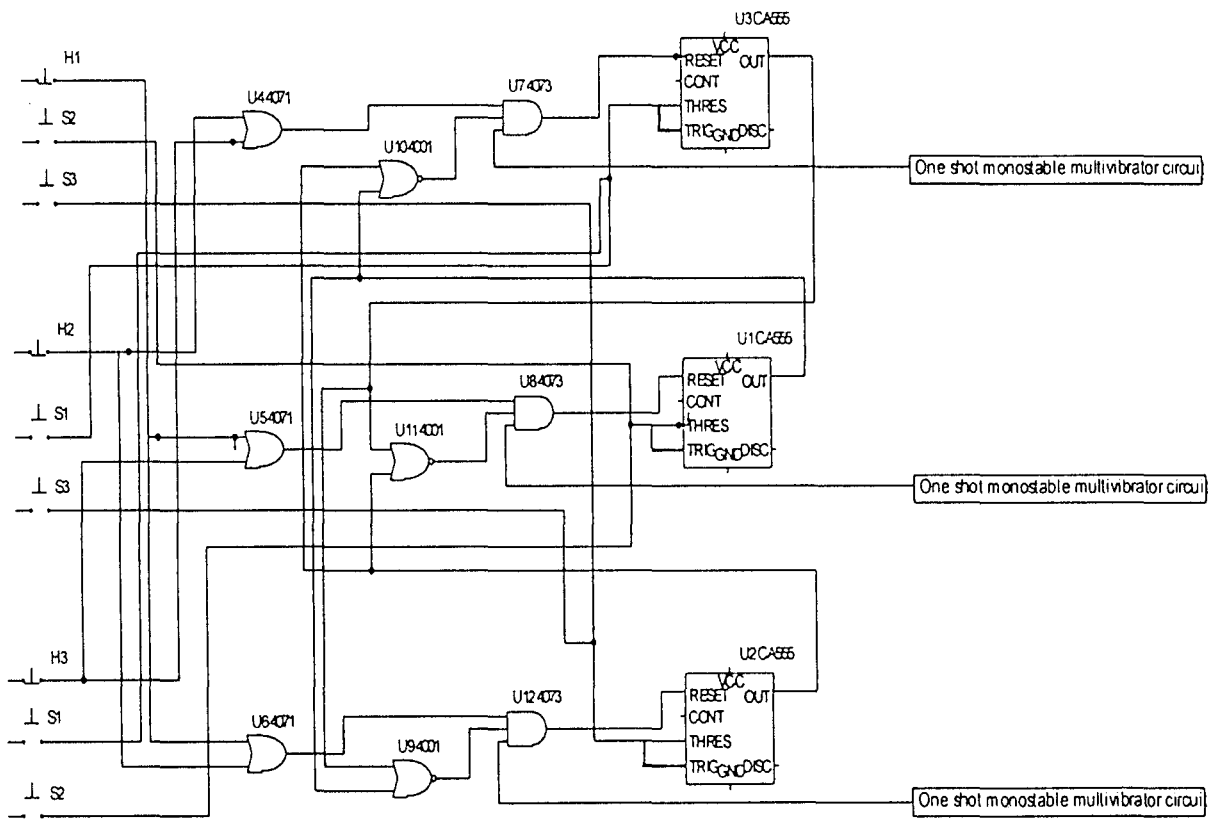 U3CA555
H1
VCC
RESET OUT
CONT
U74073
U44071
S2
THRES
TRIG GND DISC
U104001
One shot monostable multivibrator circui
S3
H2
U1CA555
VCC
RESET OUT
U84073
CONT
S1
U54071
U114001
THRES
TRIG GND DISC
S3
One shot monostable multivibrator circui
H3
U2CA555
VCC
RESET OUT
U124073
S1
U64071
CONT
THRES
U94001
TRIG GND DISC
S2
One shot monostable multivibrator circui